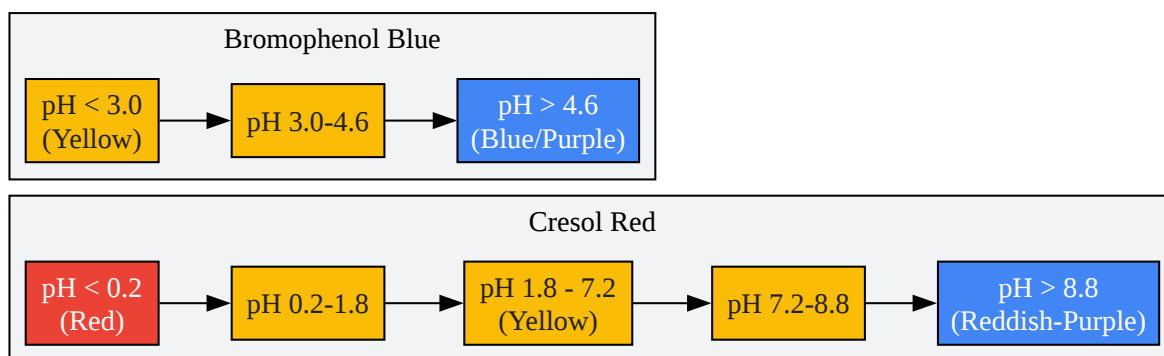 Bromophenol Blue
pH < 3.0
(Yellow)
pH 3.0-4.6
pH > 4.6
(Blue/Purple)
Cresol Red
pH < 0.2
(Red)
pH 0.2-1.8
pH 1.8 - 7.2
(Yellow)
pH 7.2-8.8
pH > 8.8
(Reddish-Purple)